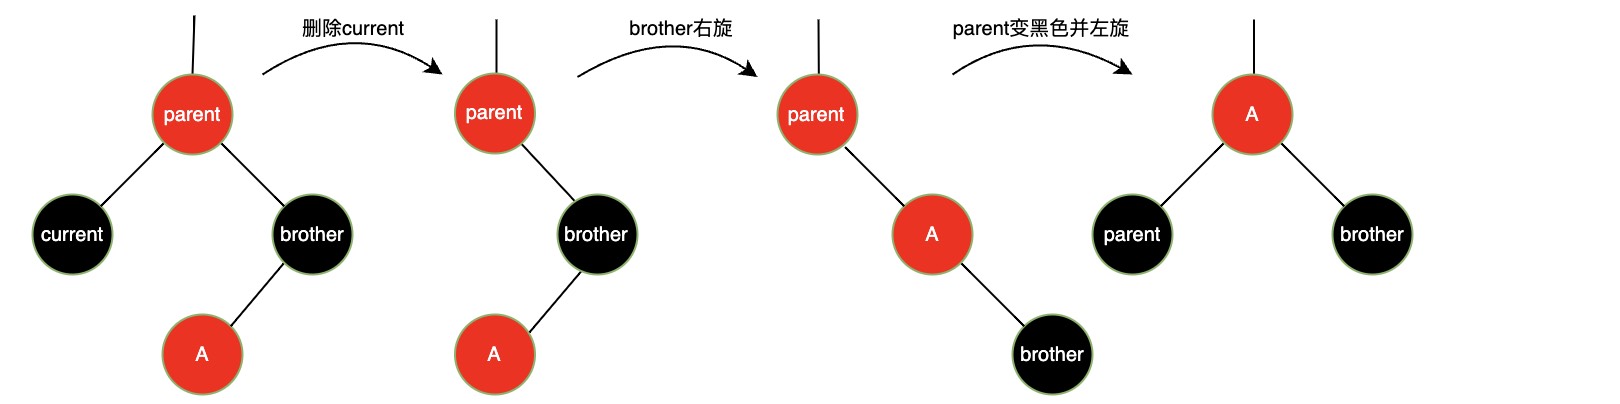 删除current
brother右旋
parent变黑色并左旋
parent
parent
parent
A
current
brother
brother
A
parent
brother
A
A
brother